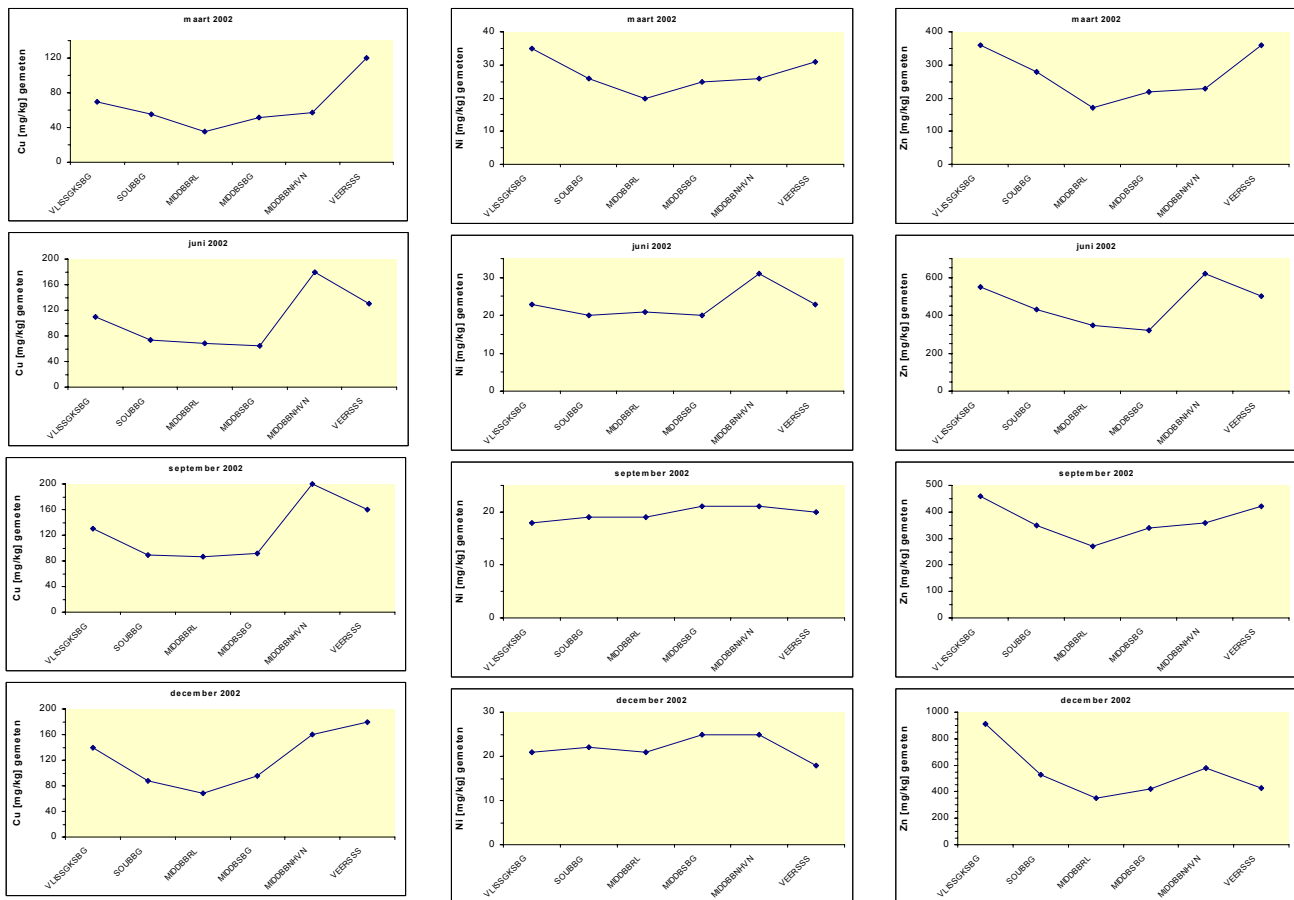 maart 2002
Cu [mg/kg] gemeten
120
80
40
0
VLISSGKSBG
SOUBBG
MIDDBBRL
MIDDBSBG
MIDDBBNHVN
VEERSSS
maart 2002
Ni [mg/kg] gemeten
40
30
20
10
0
VLISSGKSBG
SOUBBG
MIDDBBRL
MIDDBSBG
MIDDBBNHVN
VEERSSS
maart 2002
Zn [mg/kg] gemeten
400
300
200
100
0
VLISSGKSBG
SOUBBG
MIDDBBRL
MIDDBSBG
MIDDBBNHVN
VEERSSS
juni 2002
Cu [mg/kg] gemeten
200
160
120
80
40
0
VLISSGKSBG
SOUBBG
MIDDBBRL
MIDDBSBG
MIDDBBNHVN
VEERSSS
juni 2002
Ni [mg/kg] gemeten
30
20
10
0
VLISSGKSBG
SOUBBG
MIDDBBRL
MIDDBSBG
MIDDBBNHVN
VEERSSS
juni 2002
Zn [mg/kg] gemeten
600
400
200
0
VLISSGKSBG
SOUBBG
MIDDBBRL
MIDDBSBG
MIDDBBNHVN
VEERSSS
september 2002
Cu [mg/kg] gemeten
200
160
120
80
40
0
VLISSGKSBG
SOUBBG
MIDDBBRL
MIDDBSBG
MIDDBBNHVN
VEERSSS
september 2002
Ni [mg/kg] gemeten
20
10
0
VLISSGKSBG
SOUBBG
MIDDBBRL
MIDDBSBG
MIDDBBNHVN
VEERSSS
september 2002
Zn [mg/kg] gemeten
500
400
300
200
100
0
VLISSGKSBG
SOUBBG
MIDDBBRL
MIDDBSBG
MIDDBBNHVN
VEERSSS
december 2002
Cu [mg/kg] gemeten
200
160
120
80
40
0
VLISSGKSBG
SOUBBG
MIDDBBRL
MIDDBSBG
MIDDBBNHVN
VEERSSS
december 2002
Ni [mg/kg] gemeten
30
20
10
0
VLISSGKSBG
SOUBBG
MIDDBBRL
MIDDBSBG
MIDDBBNHVN
VEERSSS
december 2002
Zn [mg/kg] gemeten
1000
800
600
400
200
0
VLISSGKSBG
SOUBBG
MIDDBBRL
MIDDBSBG
MIDDBBNHVN
VEERSSS